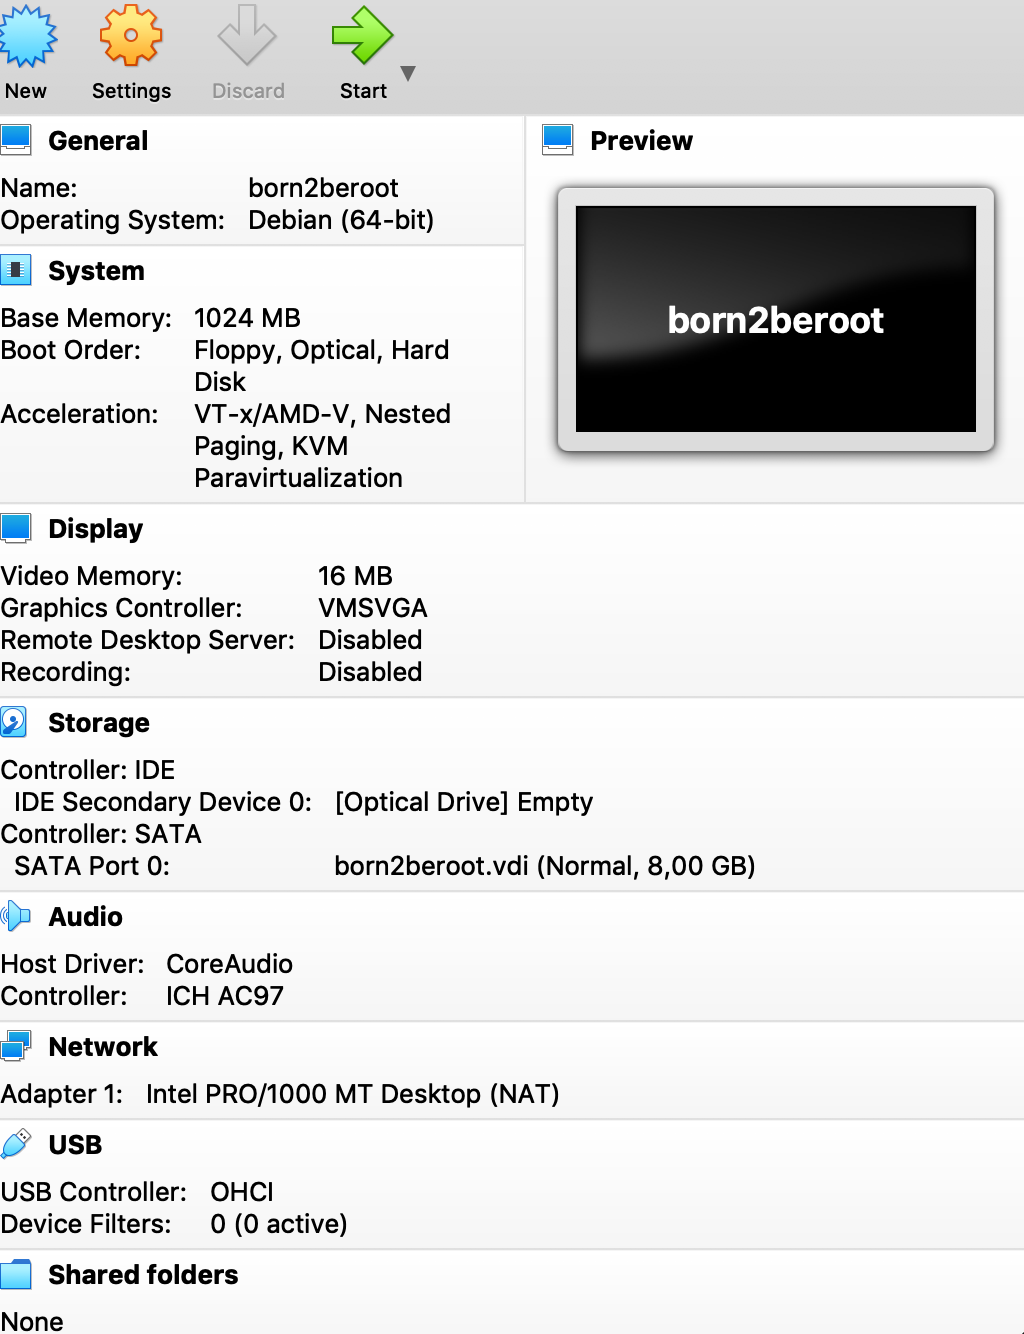 New Settings Discard Start
General
Name: born2beroot
Operating System: Debian (64-bit)
System
Base Memory: 1024 MB
Boot Order: Floppy, Optical, Hard
Disk
Acceleration: VT-x/AMD-V, Nested
Paging, KVM
Paravirtualization
Preview
born2beroot
Display
Video Memory: 16 MB
Graphics Controller: VMSVGA
Remote Desktop Server: Disabled
Recording: Disabled
Storage
Controller: IDE
IDE Secondary Device 0: [Optical Drive] Empty
Controller: SATA
SATA Port 0: born2beroot.vdi (Normal, 8,00 GB)
Audio
Host Driver: CoreAudio
Controller: ICH AC97
Network
Adapter 1: Intel PRO/1000 MT Desktop (NAT)
USB
USB Controller: OHCI
Device Filters: 0 (0 active)
Shared folders
None